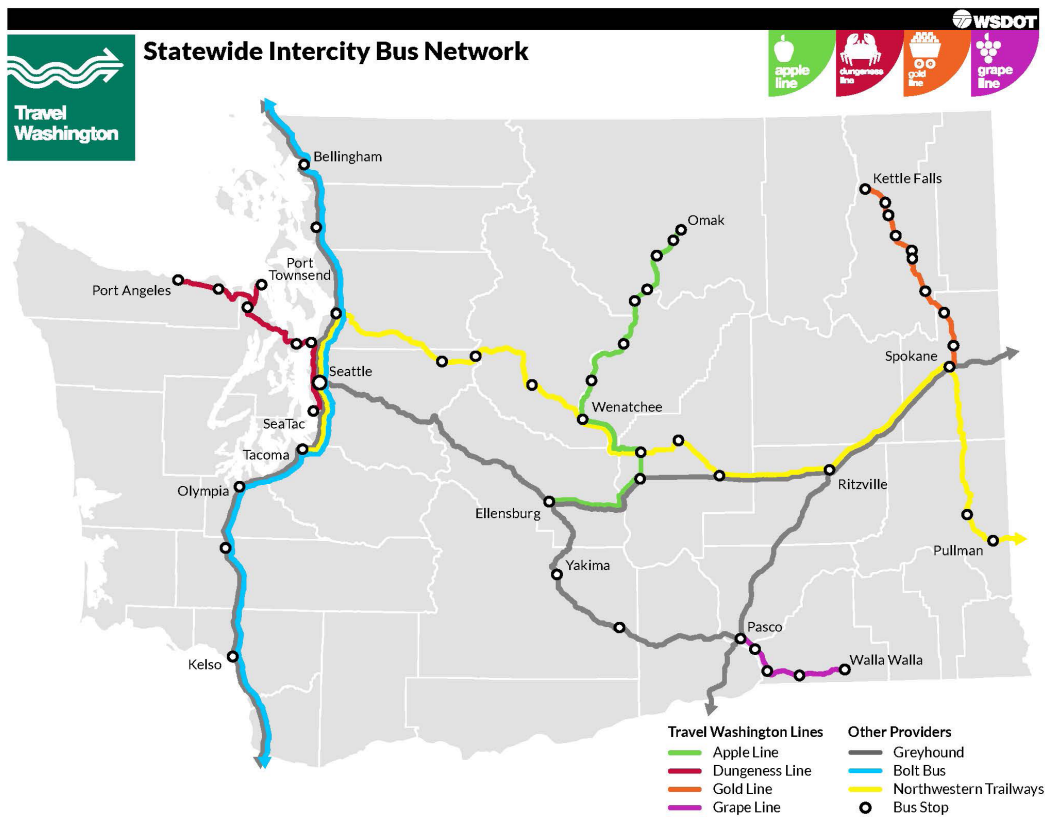 WSDOT
Statewide Intercity Bus Network
Travel
Washington
apple
line
dungeness
line
gold
line
grape
line
Bellingham
Kettle Falls
Omak
Port
Townsend
Port Angeles
Spokane
Seattle
Wenatchee
SeaTac
Tacoma
Ritzville
Olympia
Ellensburg
Pullman
Yakima
Pasco
Walla Walla
Kelso
Travel Washington Lines
Apple Line
Dungeness Line
Gold Line
Grape Line
Other Providers
Greyhound
Bolt Bus
Northwestern Trailways
Bus Stop